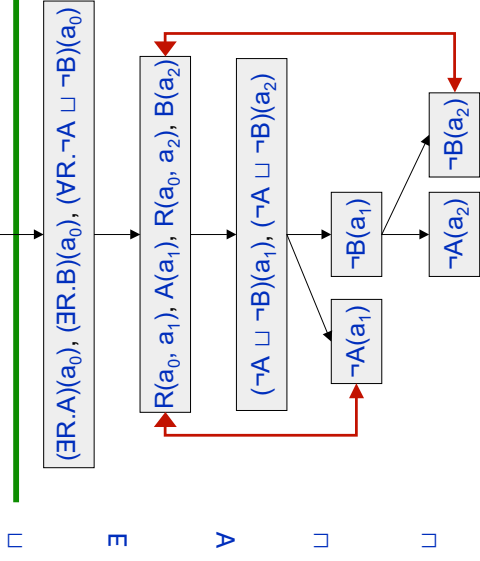 (∃R.A)(a₀), (∃R.B)(a₀), (∀R.¬A ⊔ ¬B)(a₀)
R(a₀, a₁), A(a₁), R(a₀, a₂), B(a₂)
(¬A ⊔ ¬B)(a₁), (¬A ⊔ ¬B)(a₂)
¬A(a₁)
¬B(a₁)
¬A(a₂)
¬B(a₂)
⊓
∃
∀
⊔
⊔